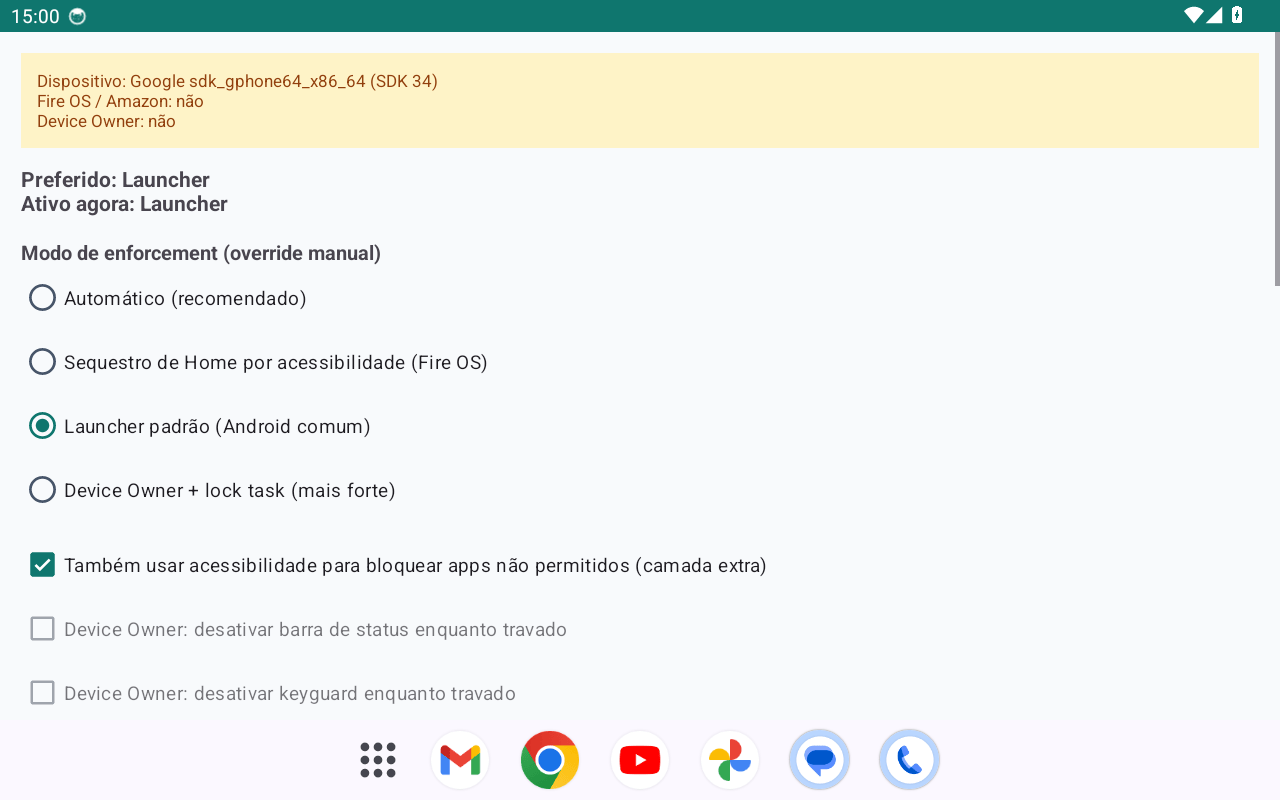 15:00
Dispositivo: Google sdk_gphone64_x86_64 (SDK 34)
Fire OS / Amazon: não
Device Owner: não
Preferido: Launcher
Ativo agora: Launcher
Modo de enforcement (override manual)
Automático (recomendado)
Sequestro de Home por acessibilidade (Fire OS)
Launcher padrão (Android comum)
Device Owner + lock task (mais forte)
Também usar acessibilidade para bloquear apps não permitidos (camada extra)
Device Owner: desativar barra de status enquanto travado
Device Owner: desativar keyguard enquanto travado